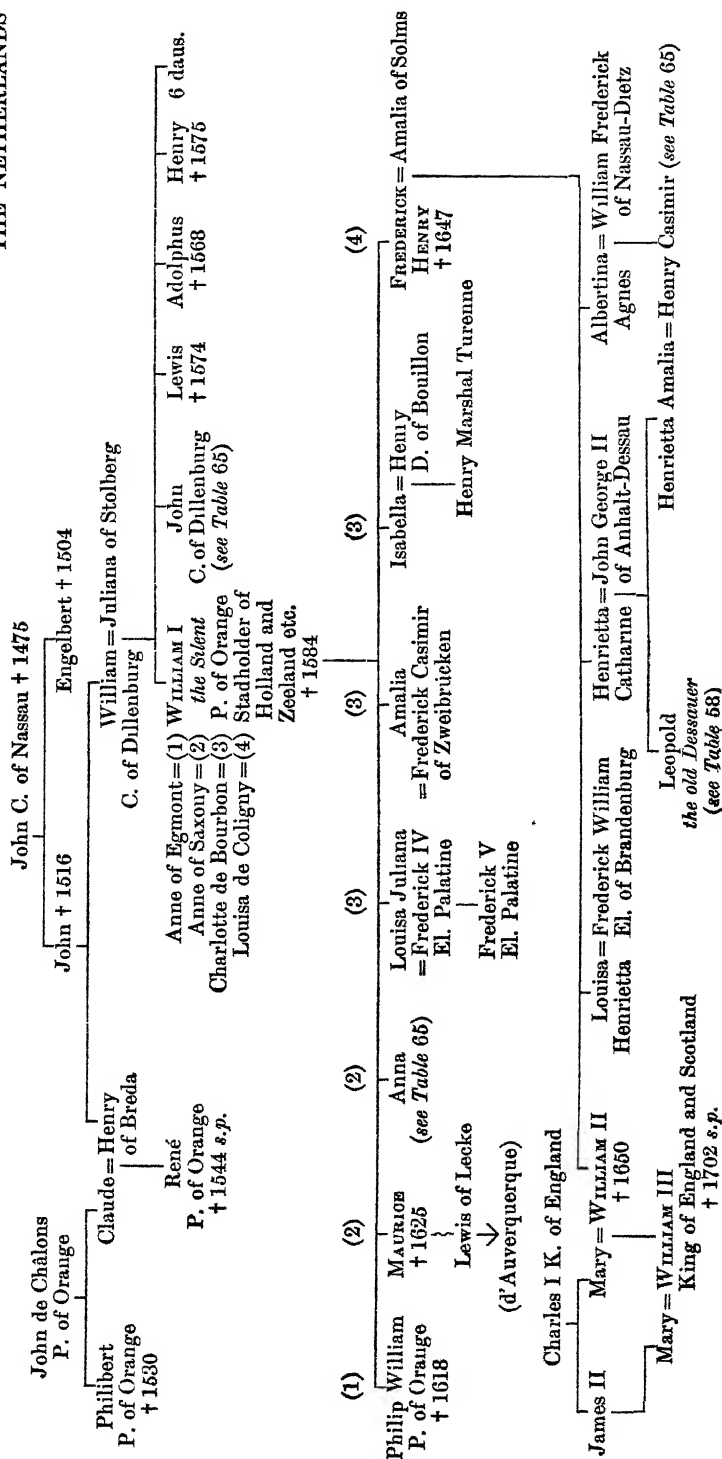 THE NETHERLANDS
John C. of Nassau † 1475
John de Châlons
P. of Orange
John † 1516
Engelbert † 1504
Philibert
P. of Orange
† 1530
Claude = Henry
of Breda
William = Juliana of Stolberg
C. of Dillenburg
René
P. of Orange
† 1544 s.p.
Anne of Egmont = (1)
Anne of Saxony = (2)
Charlotte de Bourbon = (3)
Louisa de Coligny = (4)
WILLIAM I
the Silent
P. of Orange
Stadholder of
Holland and
Zeeland etc.
† 1584
John
C. of Dillenburg
(see Table 65)
Lewis
† 1574
Adolphus
† 1568
Henry
† 1575
6 daus.
(1)
Philip William
P. of Orange
† 1618
(2)
MAURICE
† 1625
Lewis of Lecke
(d'Auverquerque)
(2)
Anna
(see Table 65)
(3)
Louisa Juliana
= Frederick IV
El. Palatine
Frederick V
El. Palatine
(3)
Amalia
= Frederick Casimir
of Zweibrücken
(3)
Isabella = Henry
D. of Bouillon
Henry Marshal Turenne
(4)
FREDERICK = Amalia of Solms
HENRY
† 1647
Charles I K. of England
James II
Mary = WILLIAM II
† 1650
Louisa = Frederick William
Henrietta El. of Brandenburg
Henrietta = John George II
Catharine of Anhalt-Dessau
Albertina = William Frederick
Agnes of Nassau-Dietz
Mary = WILLIAM III
King of England and Scotland
† 1702 s.p.
Leopold
the old Dessauer
(see Table 58)
Henrietta Amalia = Henry Casimir (see Table 65)